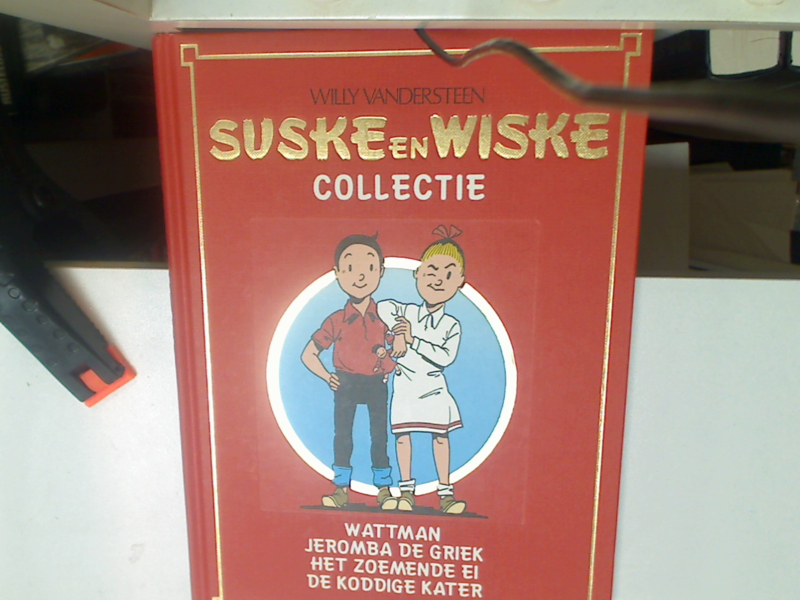 WILLY VANDERSTEEN
SUSKE EN WISKE
COLLECTIE
WATTMAN
JEROMBA DE GRIEK
HET ZOEMENDE EI
DE KODDIGE KATER